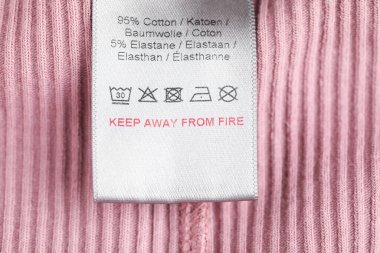 95% Cotton / Katoen /
Baumwolle / Coton
5% Elastane / Elastaan /
Elasthan / Élasthanne
30
KEEP AWAY FROM FIRE